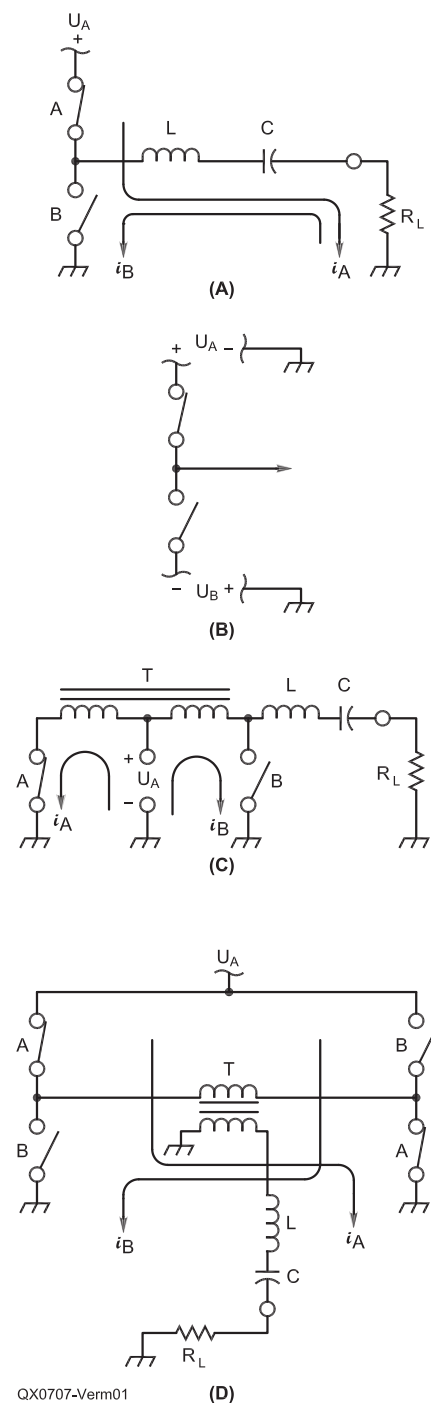 U_A
+
A
L
C
B
R_L
i_B
i_A
(A)
+ U_A –
– U_B +
(B)
T
L
C
A
+
U_A
–
B
R_L
i_A
i_B
(C)
U_A
A
T
B
B
A
L
i_B
i_A
C
R_L
QX0707-Verm01
(D)